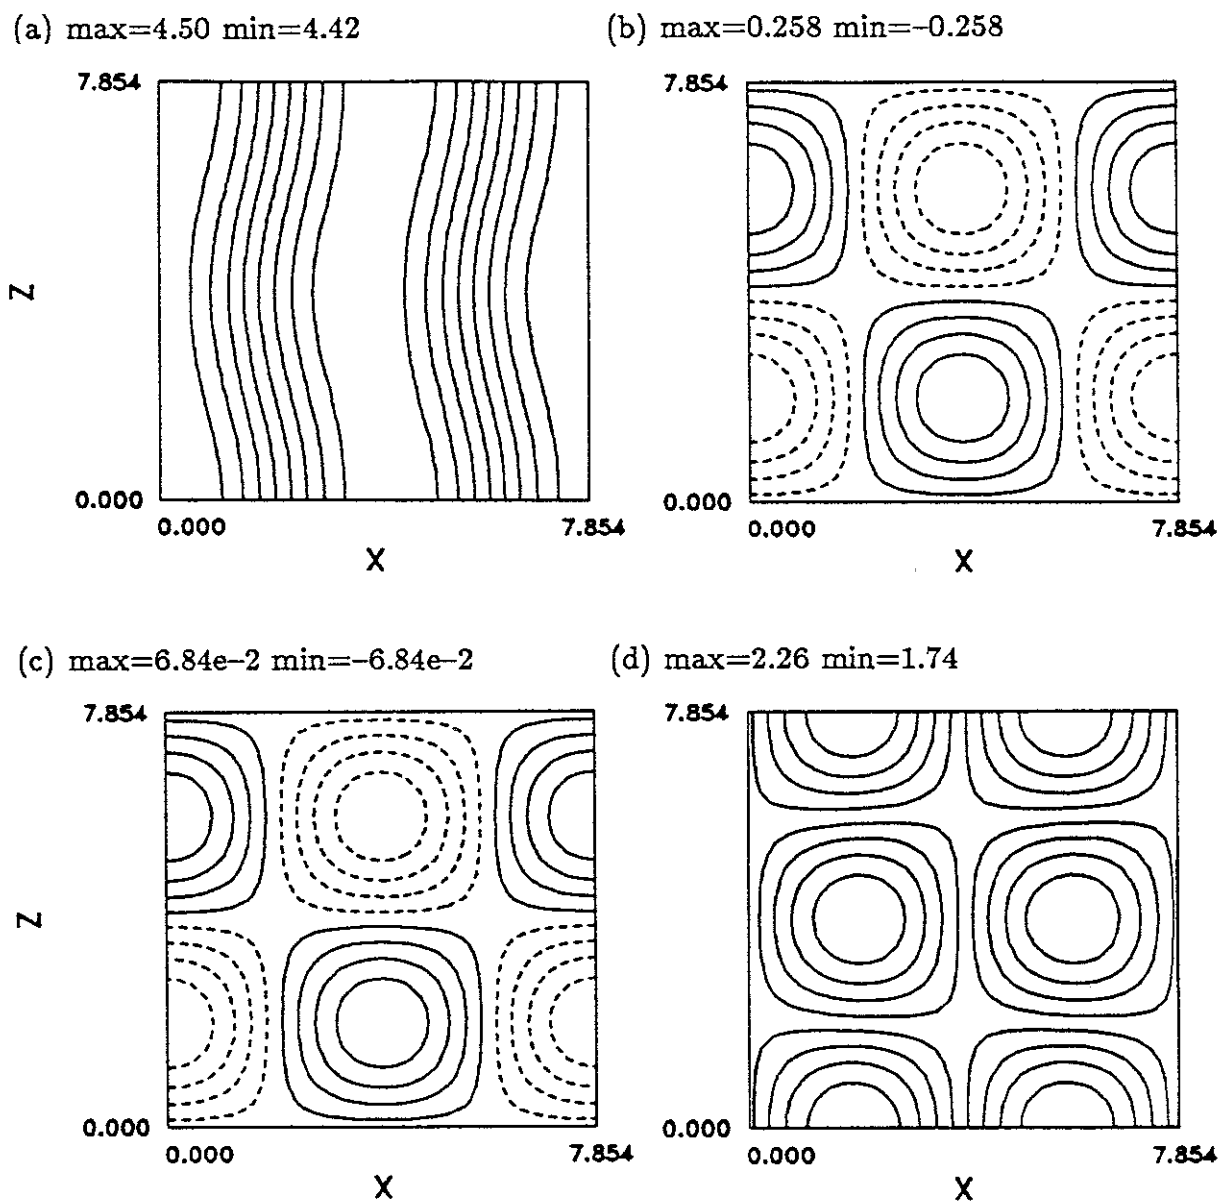 (a) max=4.50 min=4.42
(b) max=0.258 min=–0.258
7.854
7.854
Z
0.000
0.000
0.000 7.854
0.000 7.854
X
X
(c) max=6.84e–2 min=–6.84e–2
(d) max=2.26 min=1.74
7.854
7.854
Z
0.000
0.000
0.000 7.854
0.000 7.854
X
X